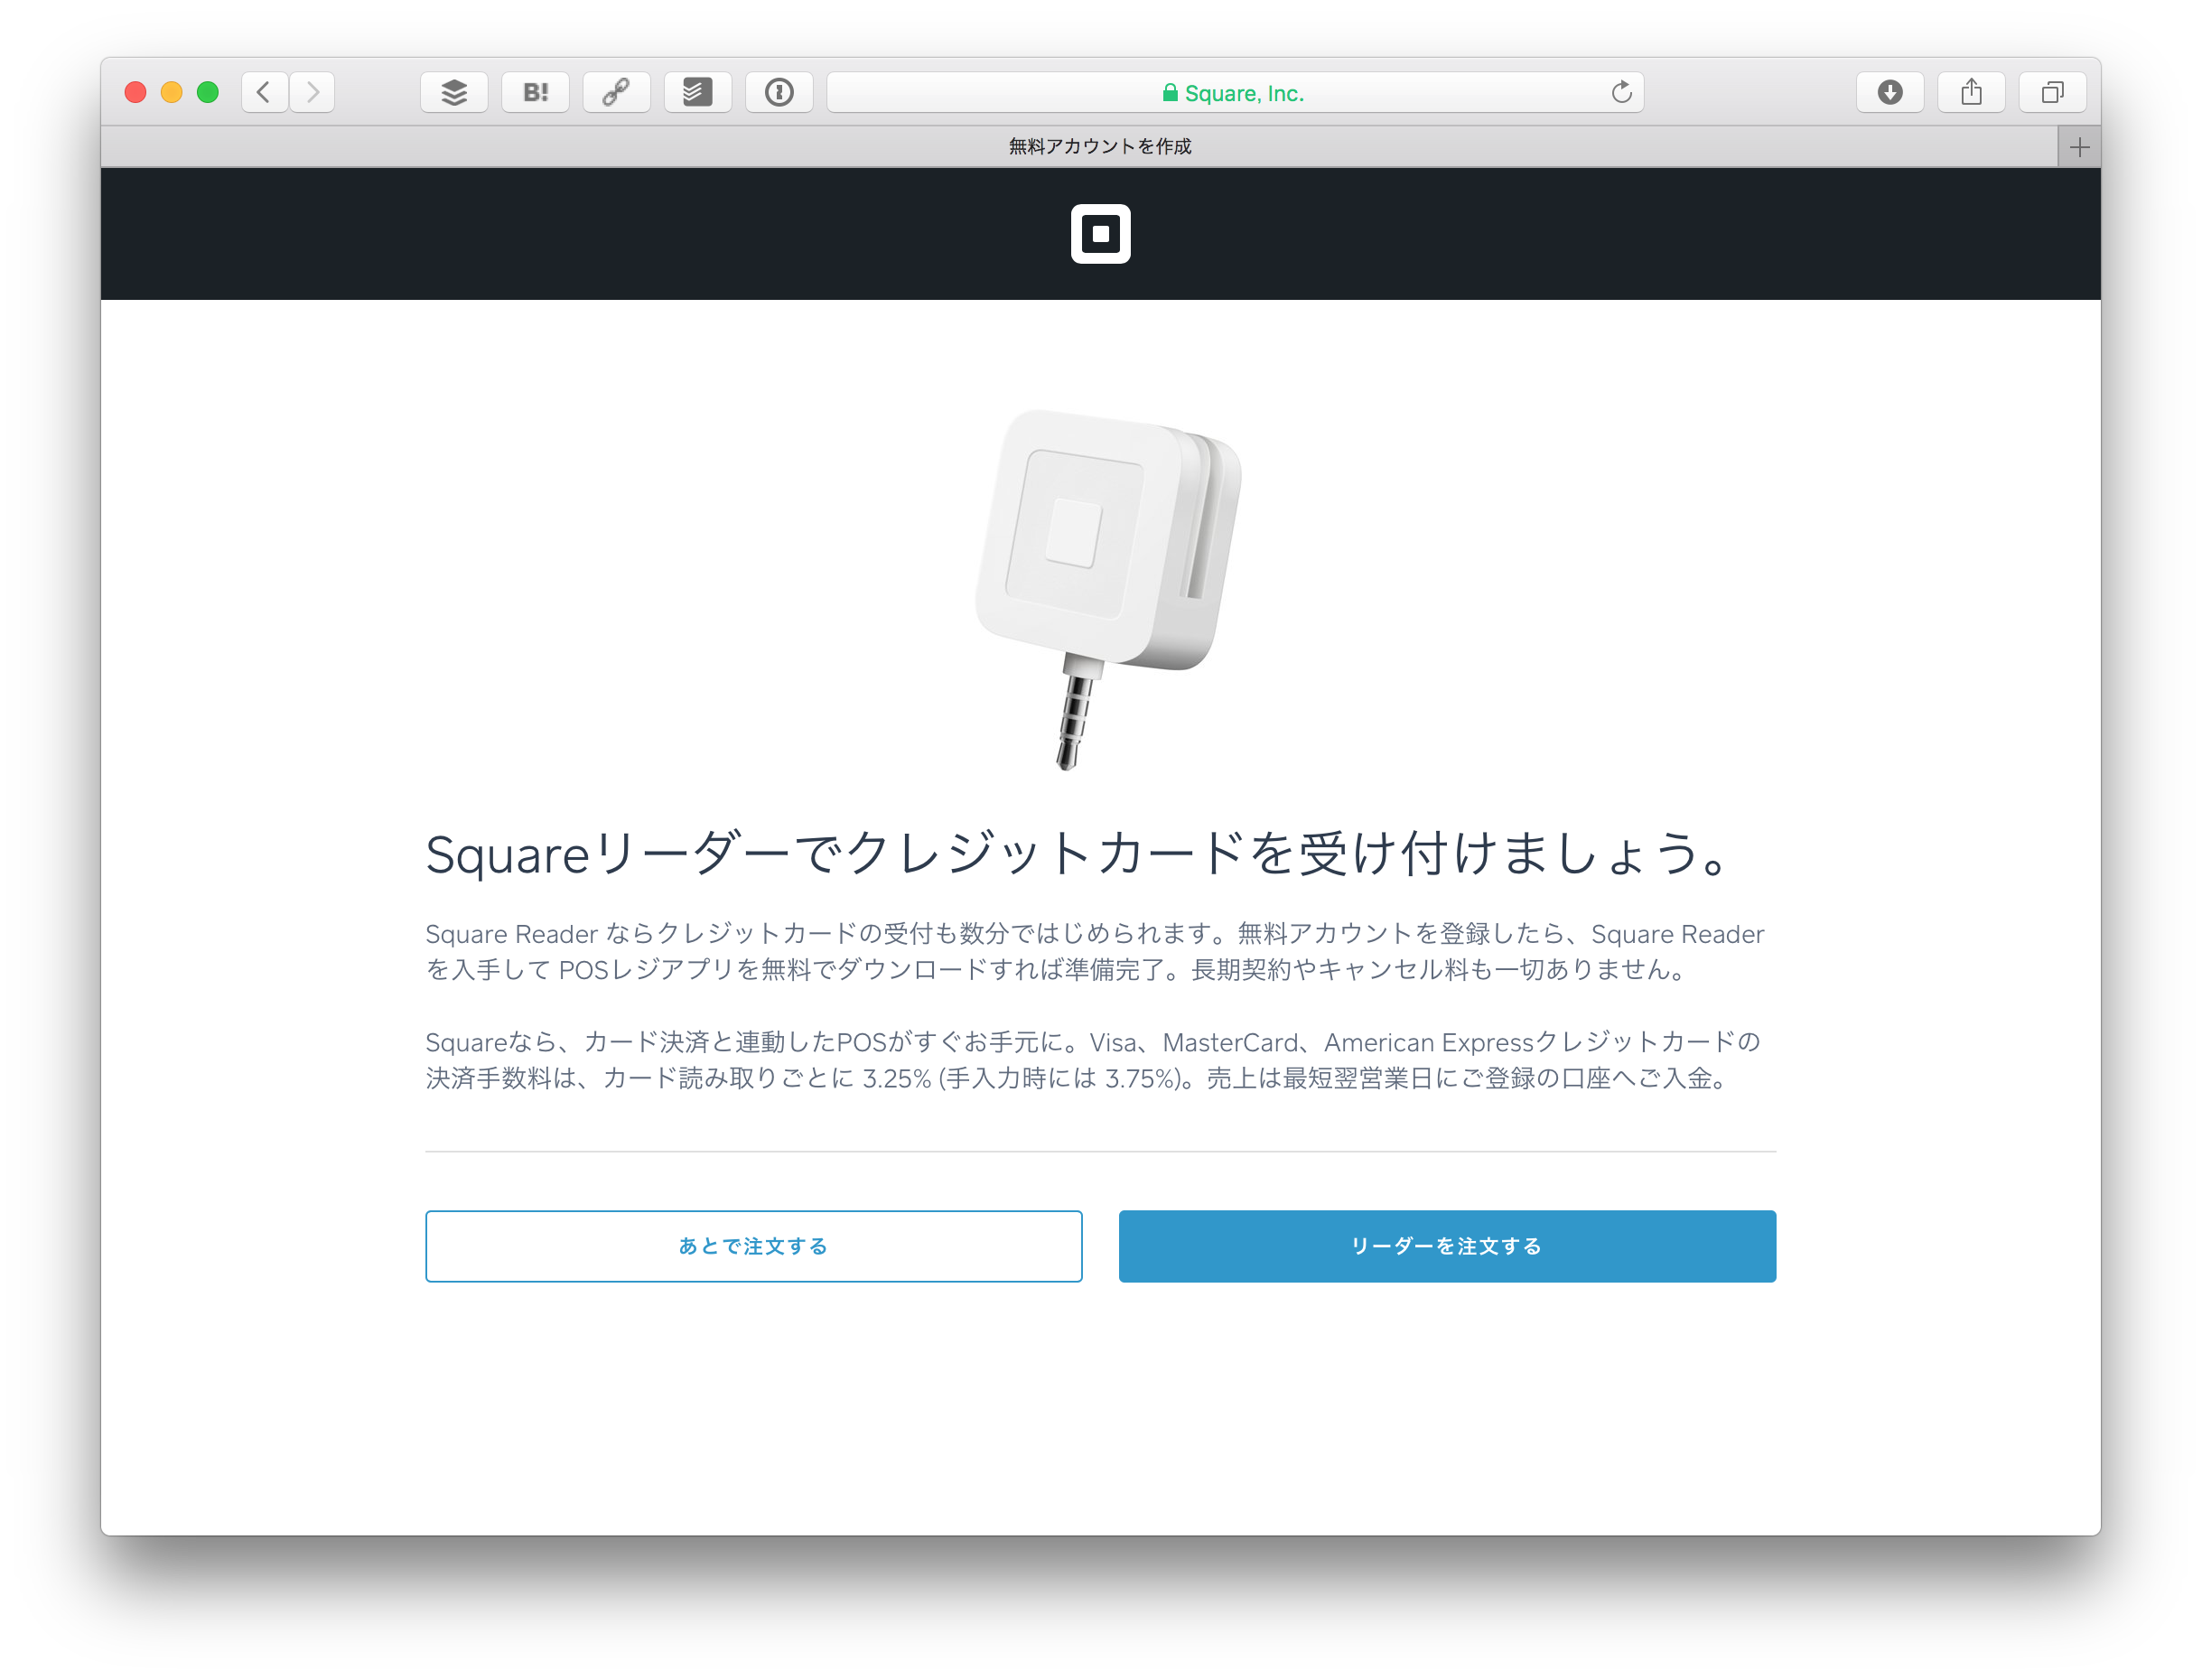 B!
Square, Inc.
無料アカウントを作成
Squareリーダーでクレジットカードを受け付けましょう。
Square Reader ならクレジットカードの受付も数分ではじめられます。無料アカウントを登録したら、Square Reader
を入手して POSレジアプリを無料でダウンロードすれば準備完了。長期契約やキャンセル料も一切ありません。
Squareなら、カード決済と連動したPOSがすぐお手元に。Visa、MasterCard、American Expressクレジットカードの
決済手数料は、カード読み取りごとに 3.25% (手入力時には 3.75%)。売上は最短翌営業日にご登録の口座へご入金。
あとで注文する
リーダーを注文する